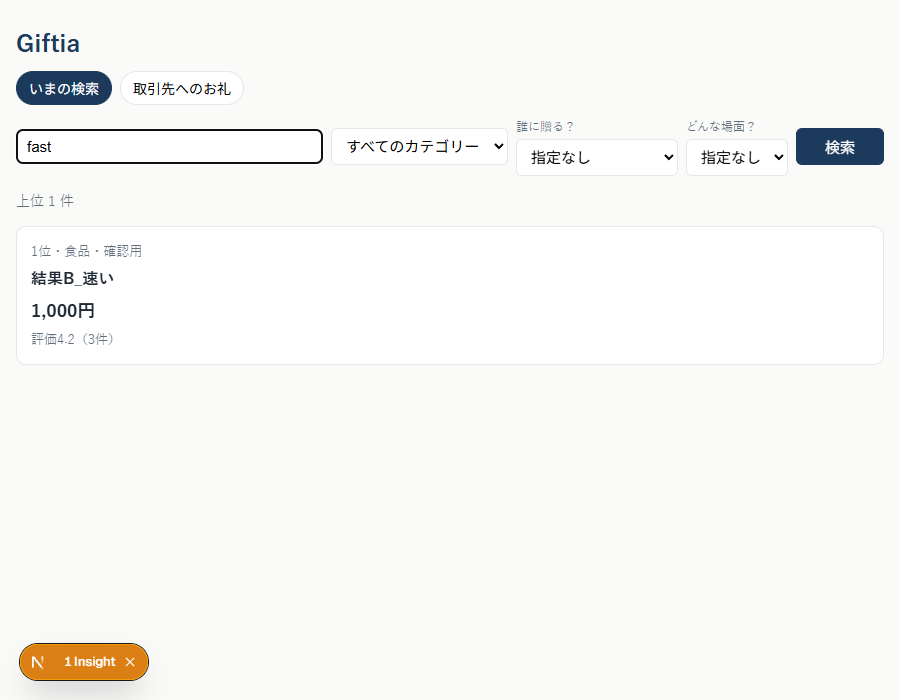 Giftia
いまの検索 取引先へのお礼
誰に贈る? どんな場面?
fast すべてのカテゴリー 指定なし 指定なし 検索
上位 1 件
1位・食品・確認用
結果B_速い
1,000円
評価4.2（3件）
N 1 Insight ×